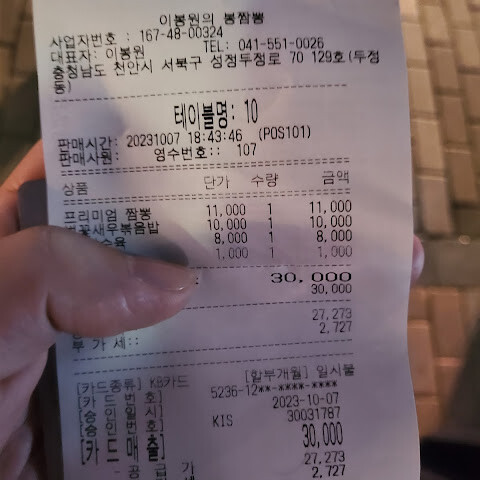 이봉원의 봉짬뽕
사업자번호 : 167-48-00324
대표자: 이봉원 TEL: 041-551-0026
충청남도 천안시 서북구 성정두정로 70 129호(두정
동)
테이블명: 10
판매시간: 20231007 18:43:46 (POS101)
판매사원: 영수번호:: 107
상품 단가 수량 금액
프리미엄 짬뽕 11,000 1 11,000
벚꽃새우볶음밥 10,000 1 10,000
8,000 1 8,000
1,000 1 1,000
30,000
30,000
27,273
부 가 세:: 2,727
[카드종류] KB카드 [할부개월] 일시불
[카 드 번 호] 5236-12**-****-****
[승 인 일 시] 2023-10-07
[승 인 번 호] KIS 30031787
[카 드 매 출] 30,000
- 공 급 가 27,273
2,727